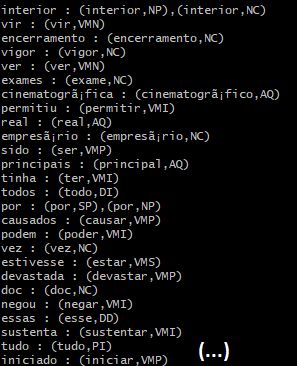 interior : (interior,NP),(interior,NC)
vir : (vir,VMN)
encerramento : (encerramento,NC)
vigor : (vigor,NC)
ver : (ver,VMN)
exames : (exame,NC)
cinematogrã¡fica : (cinematogrã¡fico,AQ)
permitiu : (permitir,VMI)
real : (real,AQ)
empresã¡rio : (empresã¡rio,NC)
sido : (ser,VMP)
principais : (principal,AQ)
tinha : (ter,VMI)
todos : (todo,DI)
por : (por,SP),(por,NP)
causados : (causar,VMP)
podem : (poder,VMI)
vez : (vez,NC)
estivesse : (estar,VMS)
devastada : (devastar,VMP)
doc : (doc,NC)
negou : (negar,VMI)
essas : (esse,DD)
sustenta : (sustentar,VMI)
tudo : (tudo,PI)
iniciado : (iniciar,VMP)
(...)